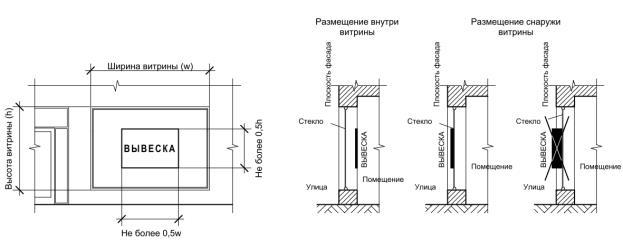 Ширина витрины (w)
Высота витрины (h)
ВЫВЕСКА
Не более 0,5h
Не более 0,5w
Размещение внутри
витрины
Плоскость фасада
Стекло
ВЫВЕСКА
Помещение
Улица
Размещение снаружи
витрины
Плоскость фасада
Стекло
ВЫВЕСКА
Помещение
Улица
Плоскость фасада
Стекло
ВЫВЕСКА
Помещение
Улица